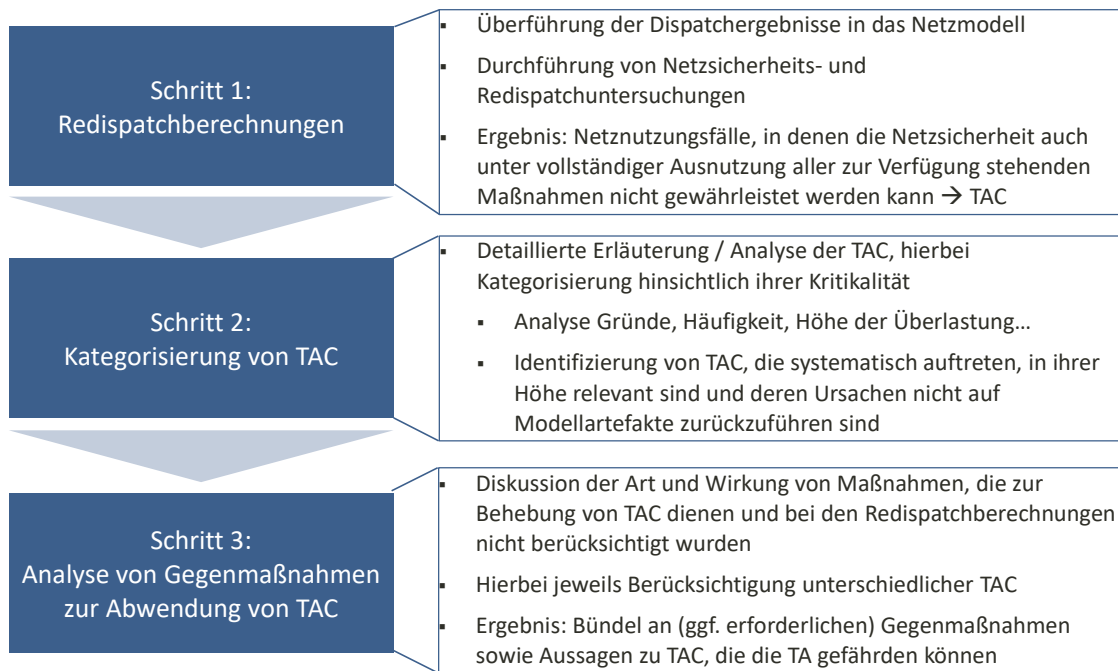 Schritt 1:
Redispatchberechnungen
▪ Überführung der Dispatchergebnisse in das Netzmodell
▪ Durchführung von Netzsicherheits- und
Redispatchuntersuchungen
▪ Ergebnis: Netznutzungsfälle, in denen die Netzsicherheit auch
unter vollständiger Ausnutzung aller zur Verfügung stehenden
Maßnahmen nicht gewährleistet werden kann → TAC
Schritt 2:
Kategorisierung von TAC
▪ Detaillierte Erläuterung / Analyse der TAC, hierbei
Kategorisierung hinsichtlich ihrer Kritikalität
▪ Analyse Gründe, Häufigkeit, Höhe der Überlastung…
▪ Identifizierung von TAC, die systematisch auftreten, in ihrer
Höhe relevant sind und deren Ursachen nicht auf
Modellartefakte zurückzuführen sind
Schritt 3:
Analyse von Gegenmaßnahmen
zur Abwendung von TAC
▪ Diskussion der Art und Wirkung von Maßnahmen, die zur
Behebung von TAC dienen und bei den Redispatchberechnungen
nicht berücksichtigt wurden
▪ Hierbei jeweils Berücksichtigung unterschiedlicher TAC
▪ Ergebnis: Bündel an (ggf. erforderlichen) Gegenmaßnahmen
sowie Aussagen zu TAC, die die TA gefährden können